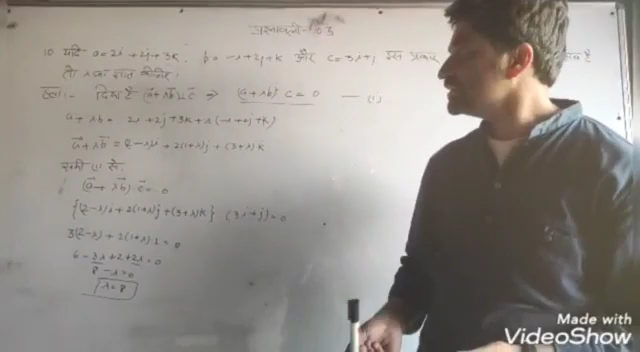 प्रश्नावली-10.3
10 यदि a = 2i + 2j + 3k, b = -i + 2j + k और c = 3i + j इस प्रकार है
तो λ का मान
हल:- दिया है (a⃗ + λb⃗) ⊥ c⃗ ⇒ (a⃗ + λb⃗) c = 0 — (1)
a + λb = 2i + 2j + 3k + λ(-i + 2j + k)
a⃗ + λb⃗ = (2-λ)i + 2(1+λ)j + (3+λ)k
समी (1) से
(a⃗ + λb⃗) c⃗ = 0
{(2-λ)i + 2(1+λ)j + (3+λ)k} (3i + j) = 0
3(2-λ) + 2(1+λ) 1 = 0
6 - 3λ + 2 + 2λ = 0
8 - λ = 0
λ = 8
Made with
VideoShow